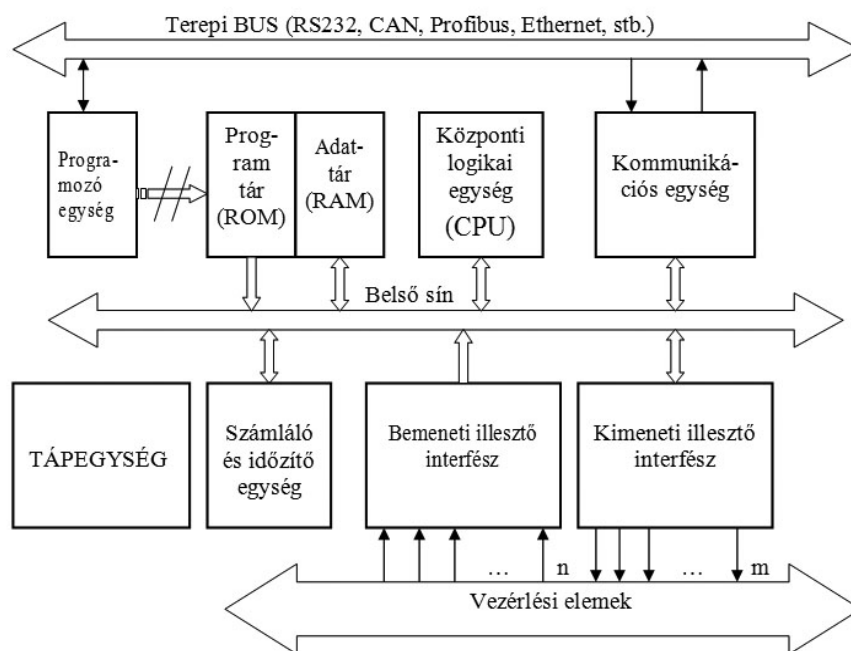 Terepi BUS (RS232, CAN, Profibus, Ethernet, stb.)
Progra-
mozó
egység
Prog-
ram
tár
(ROM)
Adat-
tár
(RAM)
Központi
logikai
egység
(CPU)
Kommuniká-
ciós egység
Belső sín
TÁPEGYSÉG
Számláló
és időzítő
egység
Bemeneti illesztő
interfész
Kimeneti illesztő
interfész
… n
… m
Vezérlési elemek